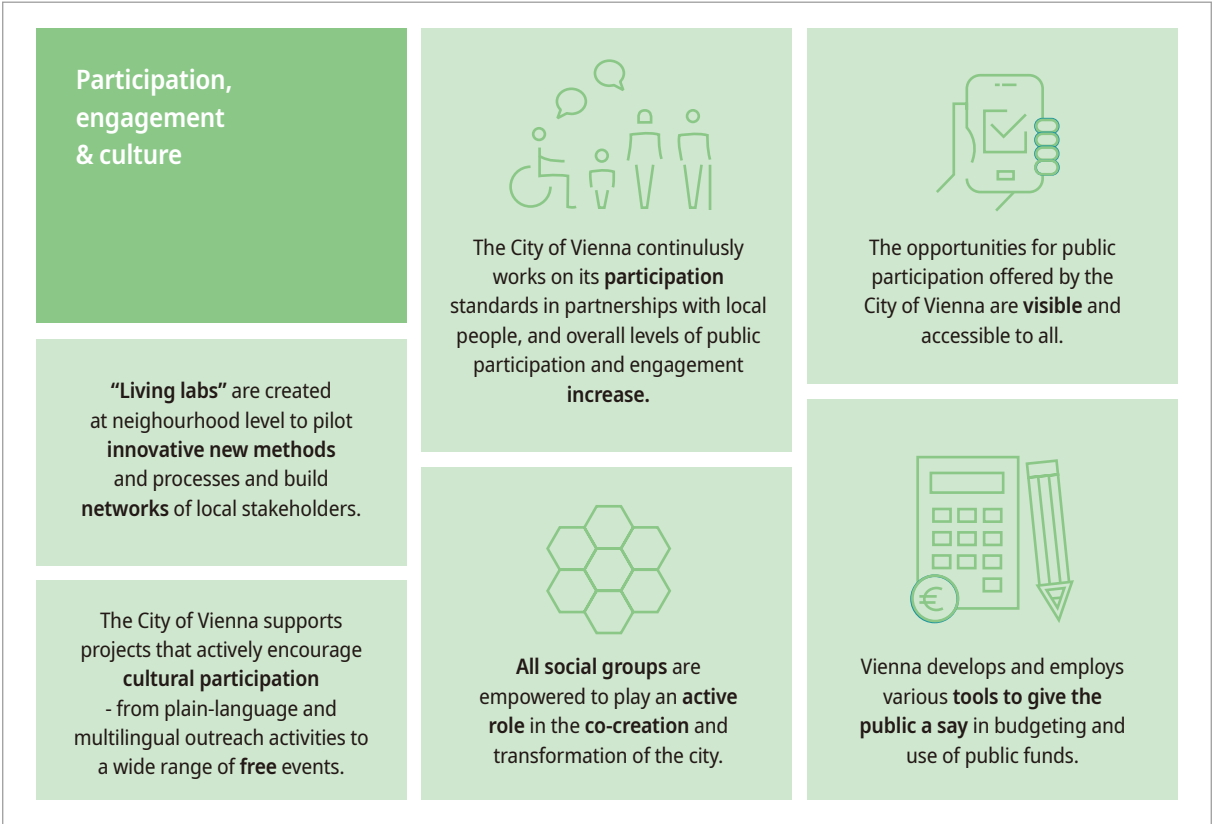 Participation,
engagement
& culture
“Living labs” are created
at neighourhood level to pilot
innovative new methods
and processes and build
networks of local stakeholders.
The City of Vienna supports
projects that actively encourage
cultural participation
- from plain-language and
multilingual outreach activities to
a wide range of free events.
The City of Vienna continulusly
works on its participation
standards in partnerships with local
people, and overall levels of public
participation and engagement
increase.
All social groups are
empowered to play an active
role in the co-creation and
transformation of the city.
The opportunities for public
participation offered by the
City of Vienna are visible and
accessible to all.
€
Vienna develops and employs
various tools to give the
public a say in budgeting and
use of public funds.